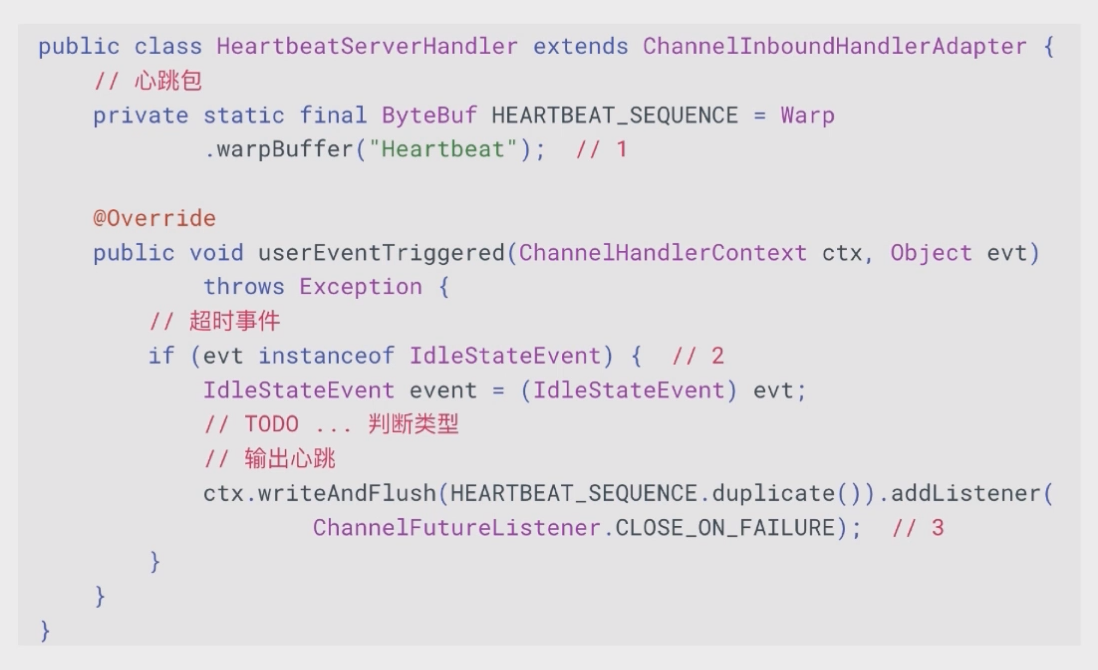 public class HeartbeatServerHandler extends ChannelInboundHandlerAdapter {
    // 心跳包
    private static final ByteBuf HEARTBEAT_SEQUENCE = Warp
            .warpBuffer("Heartbeat");  // 1

    @Override
    public void userEventTriggered(ChannelHandlerContext ctx, Object evt)
            throws Exception {
        // 超时事件
        if (evt instanceof IdleStateEvent) {  // 2
            IdleStateEvent event = (IdleStateEvent) evt;
            // TODO ... 判断类型
            // 输出心跳
            ctx.writeAndFlush(HEARTBEAT_SEQUENCE.duplicate()).addListener(
                    ChannelFutureListener.CLOSE_ON_FAILURE);  // 3
        }
    }
}